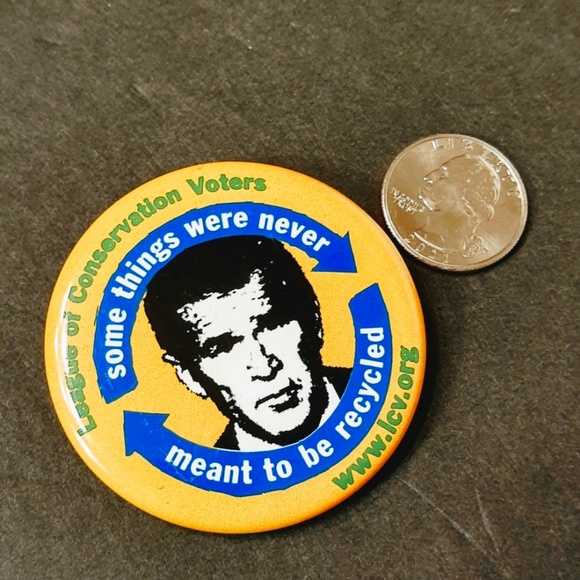 League of Conservation Voters
some things were never
meant to be recycled
www.lcv.org
LIBERTY